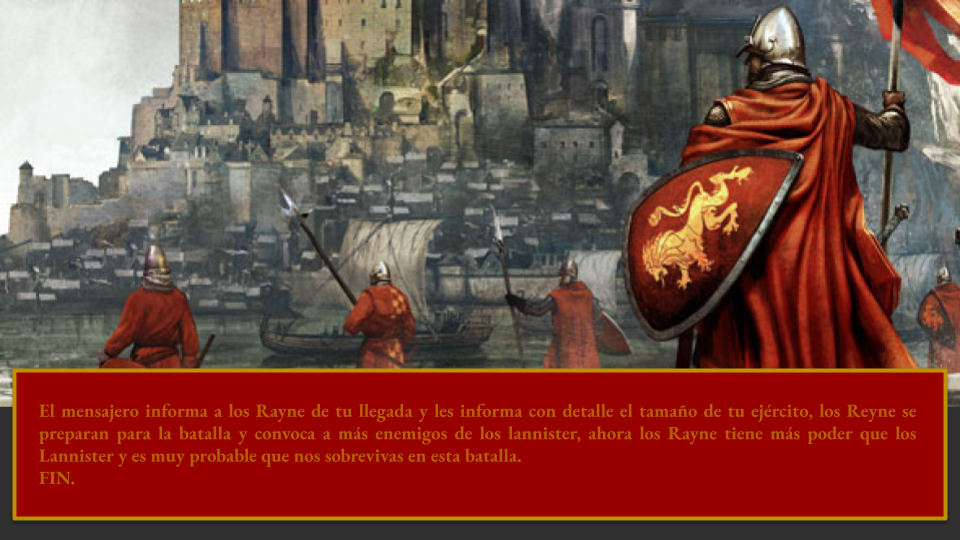 El mensajero informa a los Rayne de tu llegada y les informa con detalle el tamaño de tu ejército, los Reyne se
preparan para la batalla y convoca a más enemigos de los lannister, ahora los Rayne tiene más poder que los
Lannister y es muy probable que nos sobrevivas en esta batalla.
FIN.